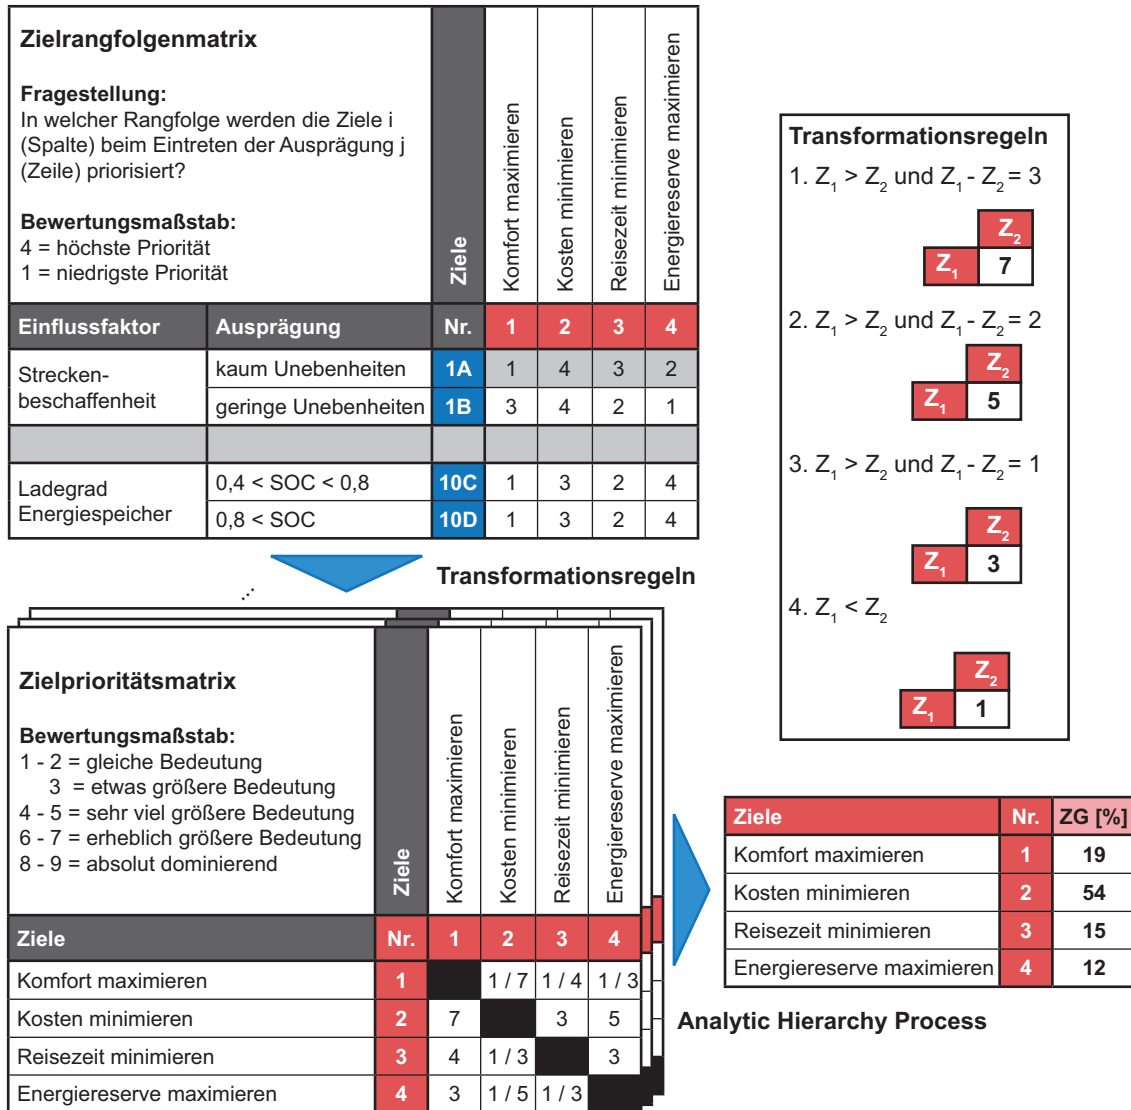 Zielrangfolgenmatrix
Fragestellung:
In welcher Rangfolge werden die Ziele i
(Spalte) beim Eintreten der Ausprägung j
(Zeile) priorisiert?
Bewertungsmaßstab:
4 = höchste Priorität
1 = niedrigste Priorität
Ziele
Komfort maximieren
Kosten minimieren
Reisezeit minimieren
Energiereserve maximieren
Einflussfaktor Ausprägung Nr. 1 2 3 4
Strecken-
beschaffenheit
kaum Unebenheiten 1A 1 4 3 2
geringe Unebenheiten 1B 3 4 2 1
Ladegrad
Energiespeicher
0,4 < SOC < 0,8 10C 1 3 2 4
0,8 < SOC 10D 1 3 2 4
Transformationsregeln
...
Zielprioritätsmatrix
Bewertungsmaßstab:
1 - 2 = gleiche Bedeutung
3 = etwas größere Bedeutung
4 - 5 = sehr viel größere Bedeutung
6 - 7 = erheblich größere Bedeutung
8 - 9 = absolut dominierend
Ziele
Komfort maximieren
Kosten minimieren
Reisezeit minimieren
Energiereserve maximieren
Ziele Nr. 1 2 3 4
Komfort maximieren 1 1 / 7 1 / 4 1 / 3
Kosten minimieren 2 7 3 5
Reisezeit minimieren 3 4 1 / 3 3
Energiereserve maximieren 4 3 1 / 5 1 / 3
Transformationsregeln
1. Z₁ > Z₂ und Z₁ - Z₂ = 3
Z₂
Z₁ 7
2. Z₁ > Z₂ und Z₁ - Z₂ = 2
Z₂
Z₁ 5
3. Z₁ > Z₂ und Z₁ - Z₂ = 1
Z₂
Z₁ 3
4. Z₁ < Z₂
Z₂
Z₁ 1
Ziele Nr. ZG [%]
Komfort maximieren 1 19
Kosten minimieren 2 54
Reisezeit minimieren 3 15
Energiereserve maximieren 4 12
Analytic Hierarchy Process